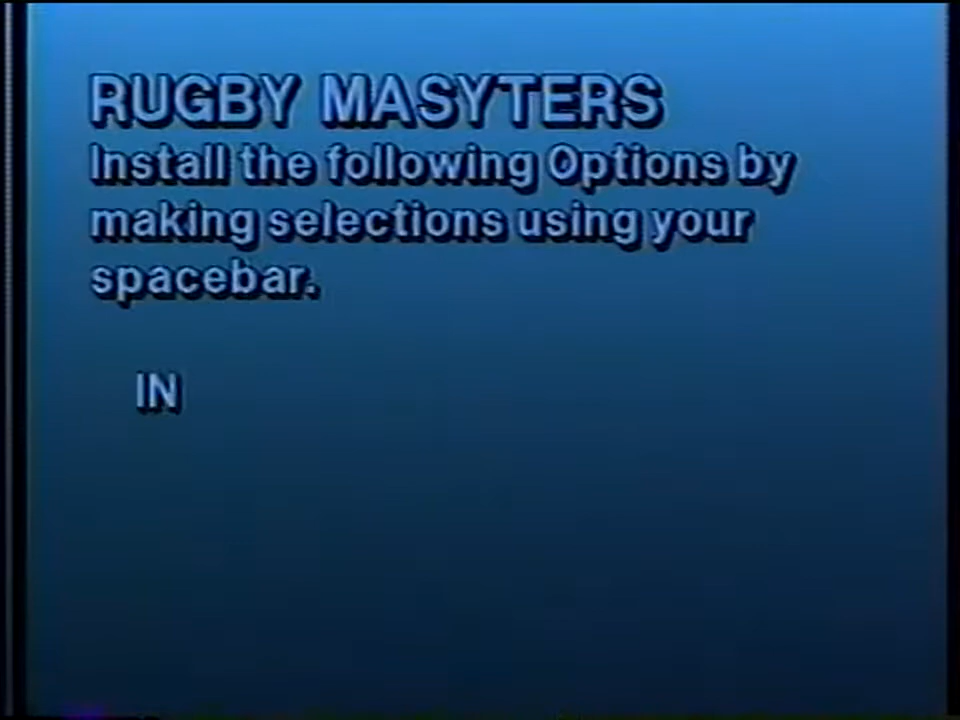 RUGBY MASYTERS
Install the following Options by
making selections using your
spacebar.
IN